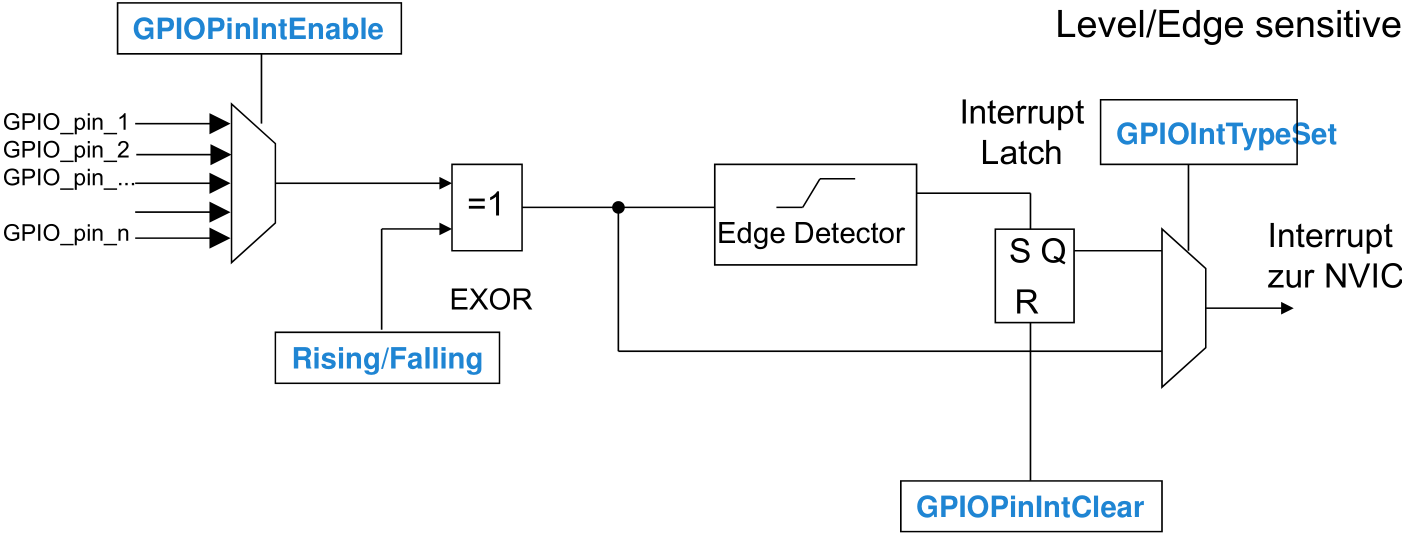 GPIOPinIntEnable
Level/Edge sensitive
GPIO_pin_1
GPIO_pin_2
GPIO_pin_...
GPIO_pin_n
=1
EXOR
Rising/Falling
Edge Detector
Interrupt
Latch
GPIOIntTypeSet
S Q
R
Interrupt
zur NVIC
GPIOPinIntClear